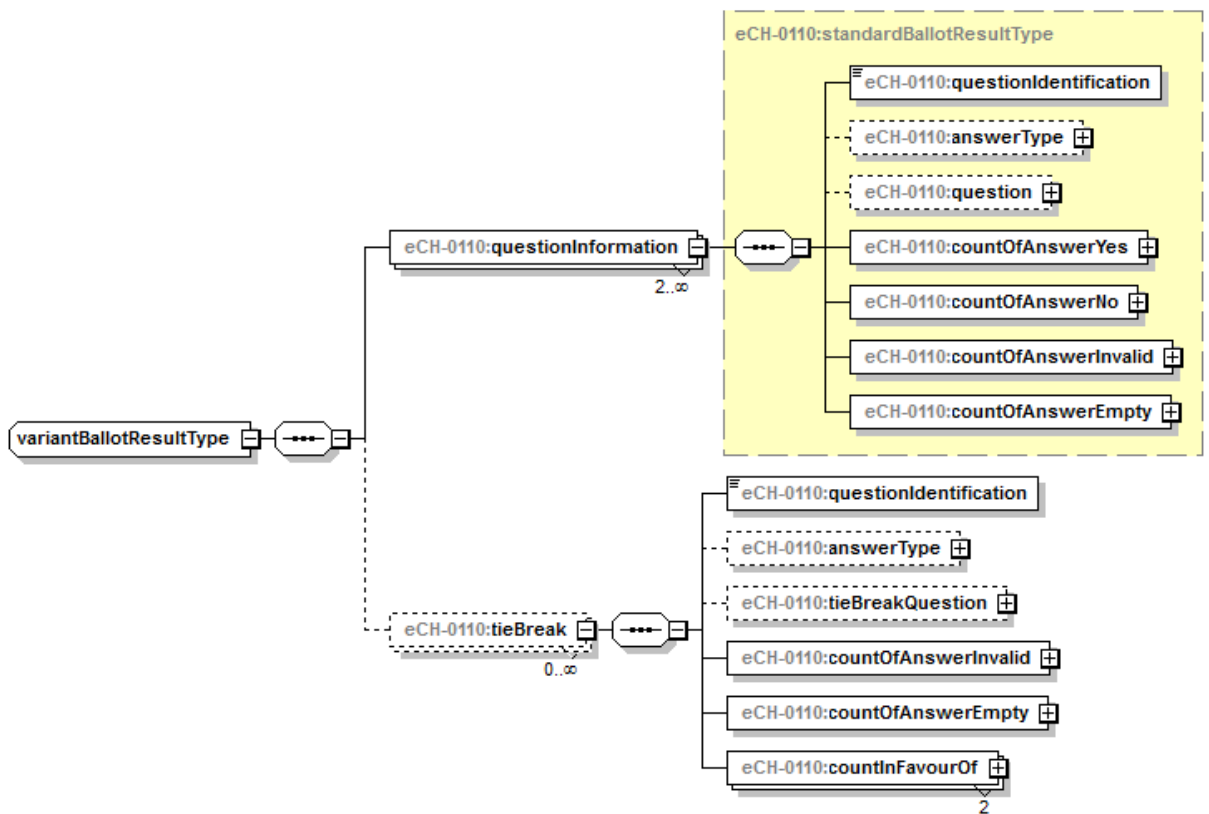 eCH-0110:standardBallotResultType
eCH-0110:questionIdentification
eCH-0110:answerType
eCH-0110:question
eCH-0110:questionInformation
eCH-0110:countOfAnswerYes
2..∞
eCH-0110:countOfAnswerNo
eCH-0110:countOfAnswerInvalid
eCH-0110:countOfAnswerEmpty
variantBallotResultType
eCH-0110:questionIdentification
eCH-0110:answerType
eCH-0110:tieBreakQuestion
eCH-0110:tieBreak
0..∞
eCH-0110:countOfAnswerInvalid
eCH-0110:countOfAnswerEmpty
eCH-0110:countInFavourOf
2